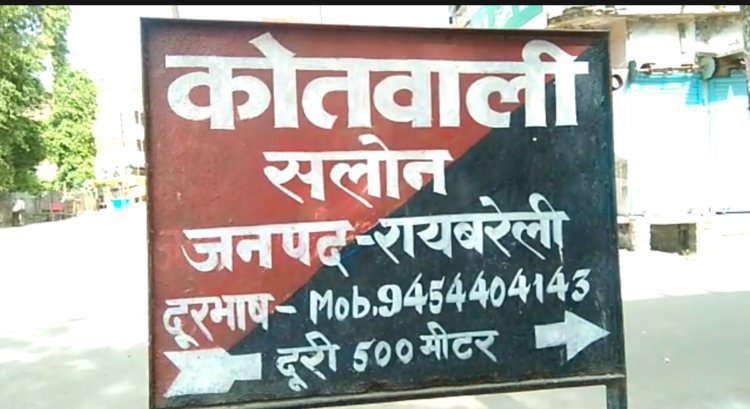 कोतवाली
सलोन
जनपद-रायबरेली
दूरभाष- Mob.9454404143
दूरी 500 मीटर